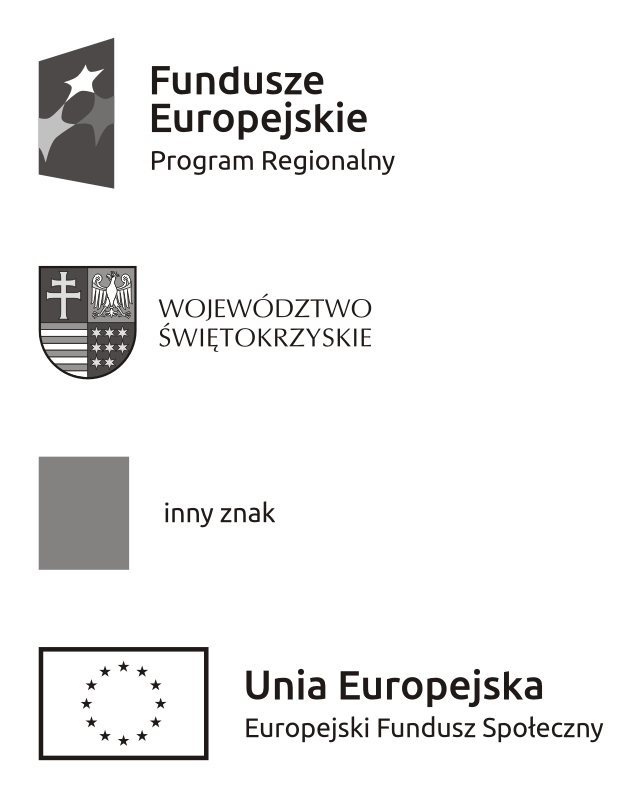 Fundusze
Europejskie
Program Regionalny
WOJEWÓDZTWO
ŚWIĘTOKRZYSKIE
inny znak
Unia Europejska
Europejski Fundusz Społeczny